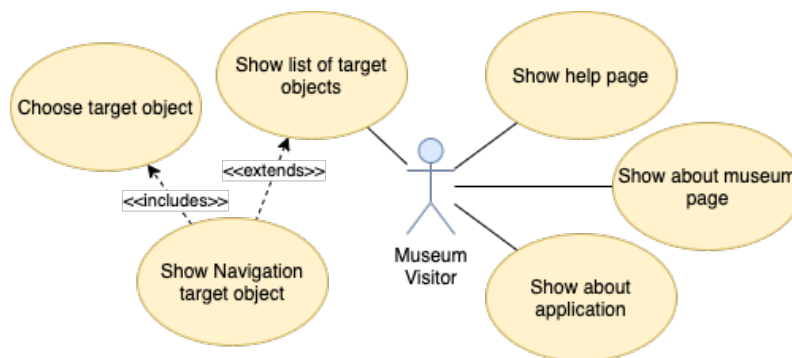 Show list of target
objects
Show help page
Choose target object
<<extends>>
Show about museum
page
<<includes>>
Museum
Visitor
Show Navigation
target object
Show about
application